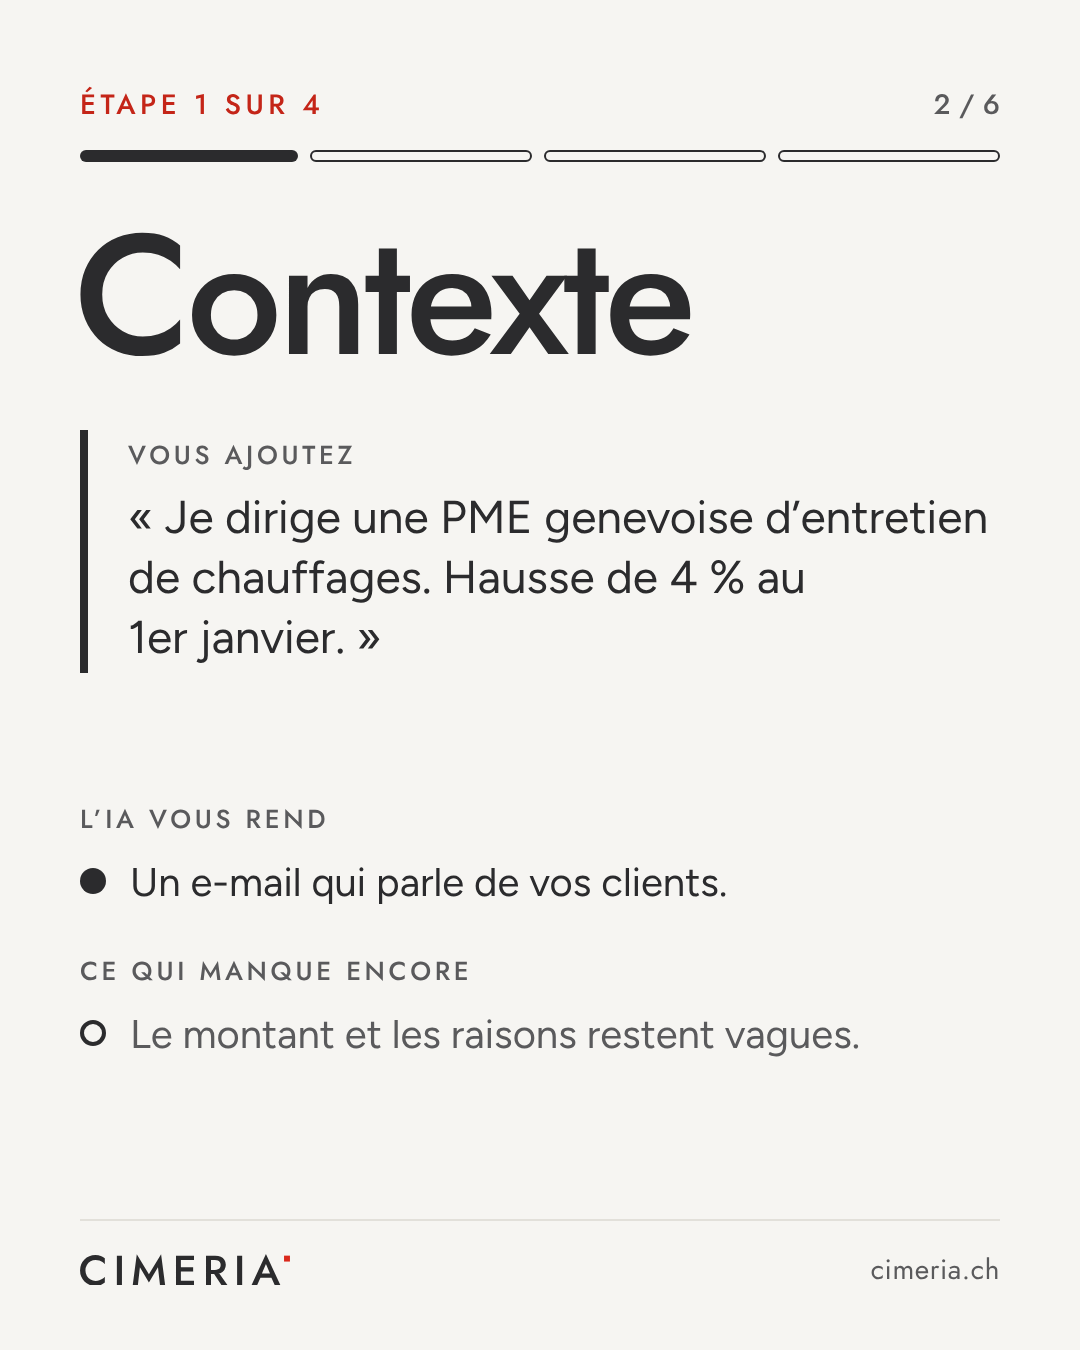 ÉTAPE 1 SUR 4
2 / 6
Contexte
VOUS AJOUTEZ
« Je dirige une PME genevoise d’entretien
de chauffages. Hausse de 4 % au
1er janvier. »
L’IA VOUS REND
Un e-mail qui parle de vos clients.
CE QUI MANQUE ENCORE
Le montant et les raisons restent vagues.
CIMERIA
cimeria.ch